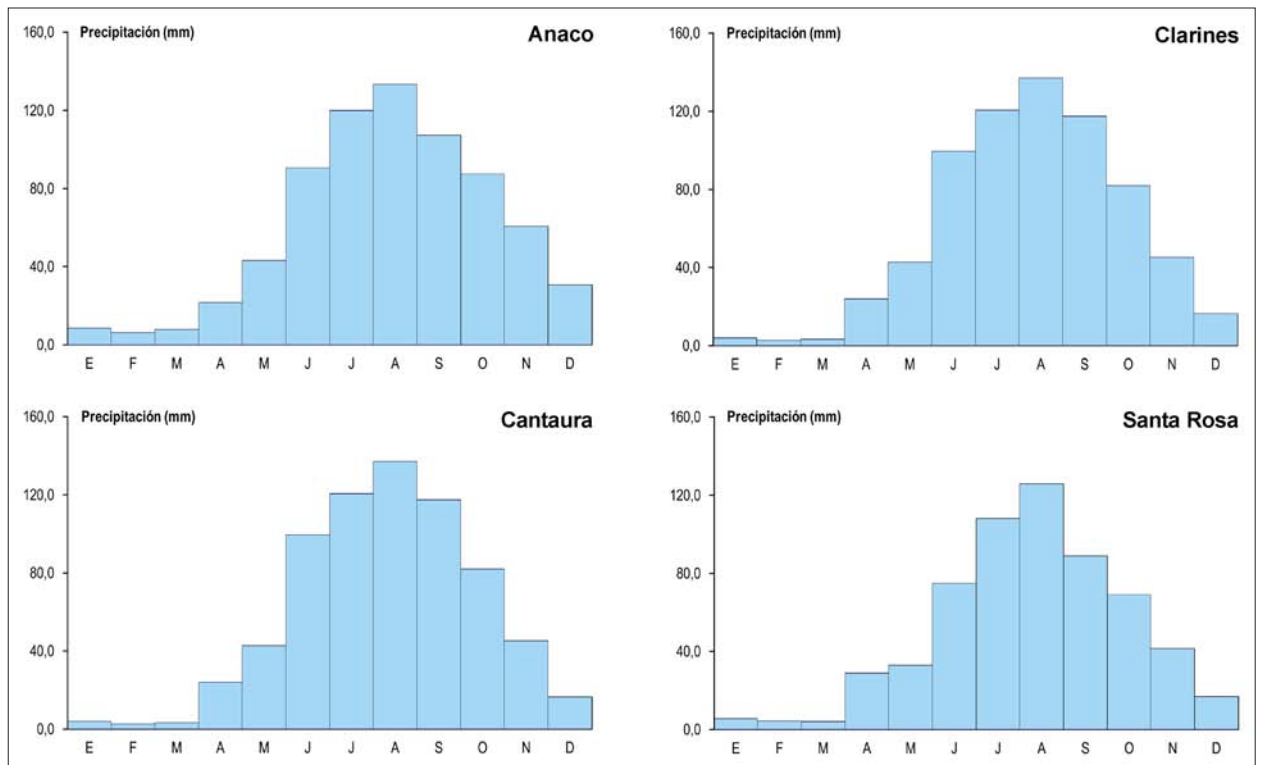 Precipitación (mm)
Anaco
160,0
120,0
80,0
40,0
0,0
E F M A M J J A S O N D
Precipitación (mm)
Clarines
160,0
120,0
80,0
40,0
0,0
E F M A M J J A S O N D
Precipitación (mm)
Cantaura
160,0
120,0
80,0
40,0
0,0
E F M A M J J A S O N D
Precipitación (mm)
Santa Rosa
160,0
120,0
80,0
40,0
0,0
E F M A M J J A S O N D